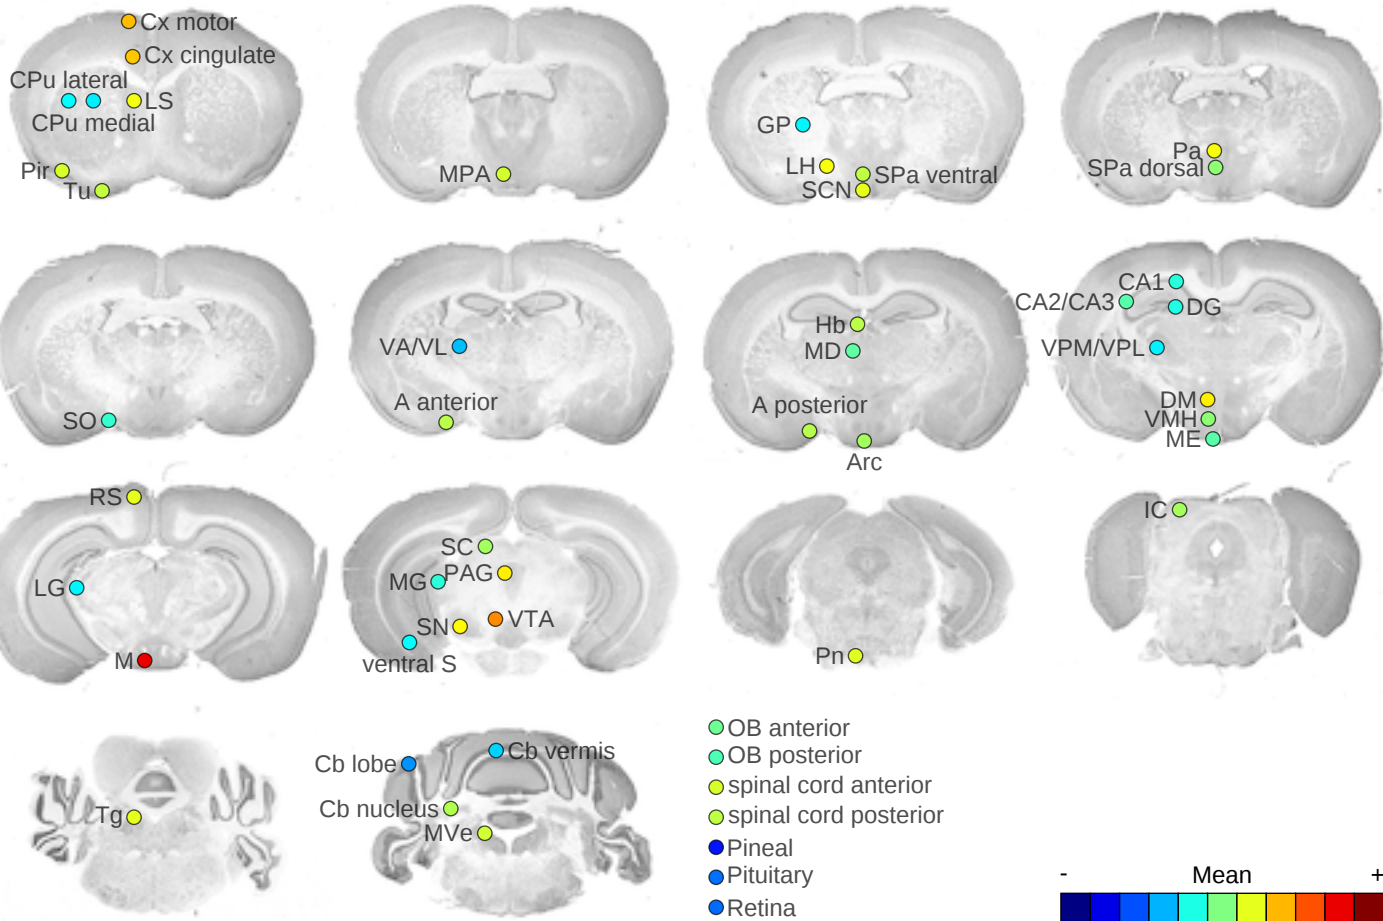 Cx motor
Cx cingulate
CPu lateral
LS
CPu medial
Pir
Tu
MPA
GP
LH
SPa ventral
SCN
Pa
SPa dorsal
SO
VA/VL
A anterior
Hb
MD
A posterior
Arc
CA1
CA2/CA3
DG
VPM/VPL
DM
VMH
ME
RS
LG
M
SC
MG
PAG
SN
VTA
ventral S
Pn
IC
Tg
Cb lobe
Cb vermis
Cb nucleus
MVe
OB anterior
OB posterior
spinal cord anterior
spinal cord posterior
Pineal
Pituitary
Retina
- Mean +